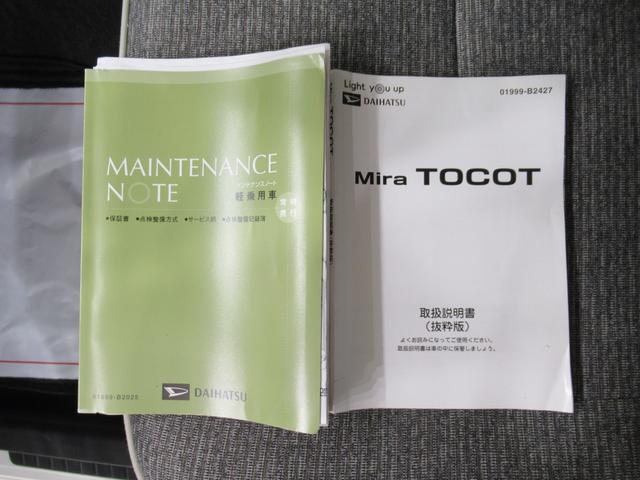 MAINTENANCE
NOTE
メンテナンスノート
軽乗用車
常時
携行
★保証書 ★点検整備方式 ★サービス網 ★点検整備記録簿
01999-B2025
DAIHATSU
Light you up
DAIHATSU
01999-B2427
Mira TOCOT
取扱説明書
(抜粋版)
よくお読みになってご使用ください。
取扱説明書は車の中に保管しましょう。